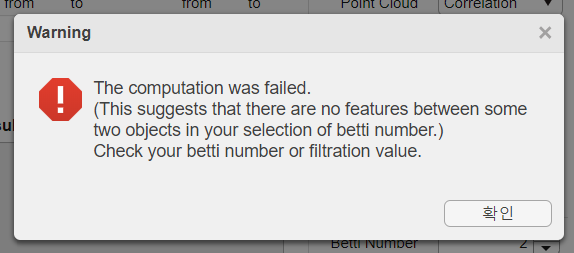 from to from to Point Cloud Correlation
Warning
The computation was failed.
(This suggests that there are no features between some
two objects in your selection of betti number.)
Check your betti number or filtration value.
확인
Betti Number 2